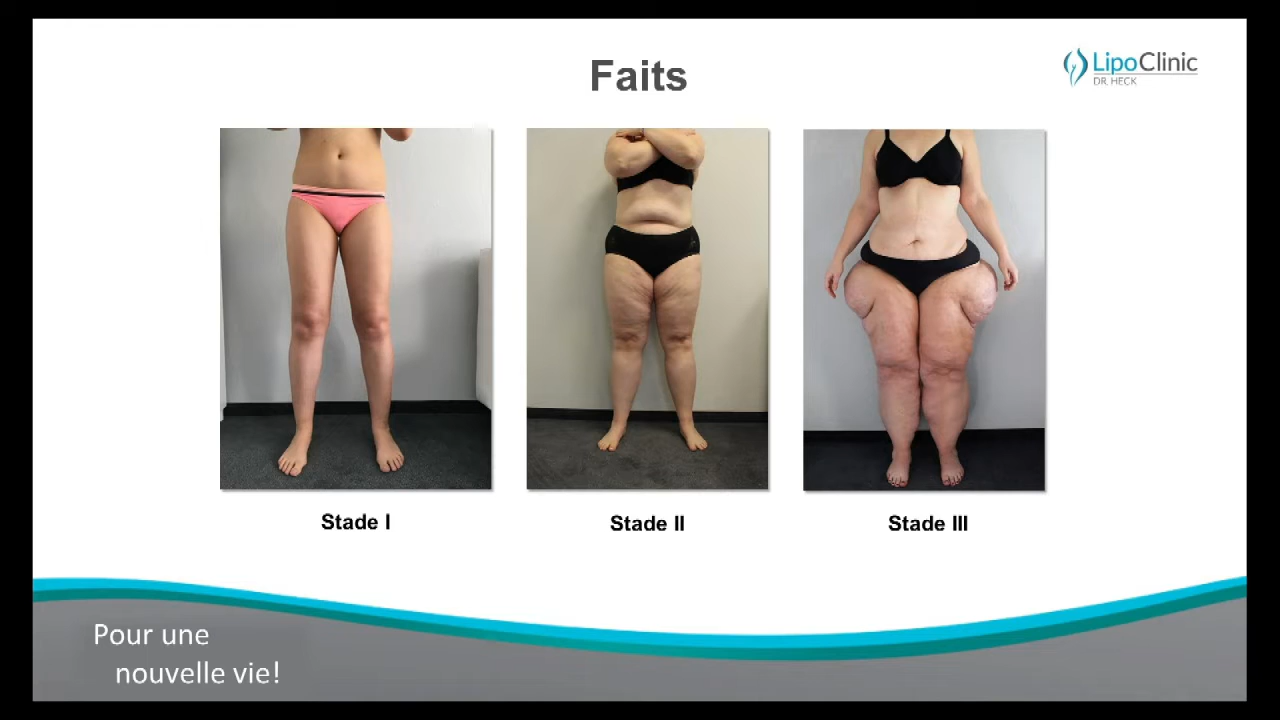 Faits
LipoClinic
DR. HECK
Stade I
Stade II
Stade III
Pour une
nouvelle vie!